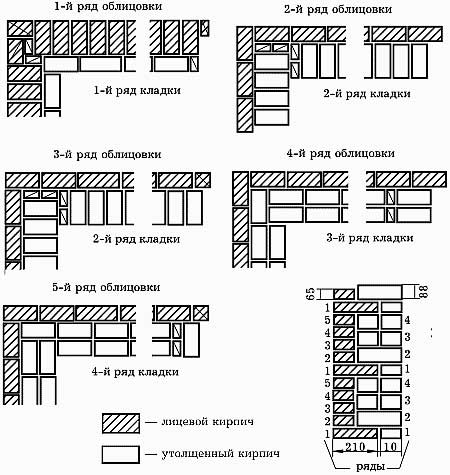 1-й ряд облицовки
1-й ряд кладки
2-й ряд облицовки
2-й ряд кладки
3-й ряд облицовки
2-й ряд кладки
4-й ряд облицовки
3-й ряд кладки
5-й ряд облицовки
4-й ряд кладки
65
88
1
5
4
4
3
3
2
2
1
1
5
4
4
3
3
2
2
1
1
210
10
ряды
— лицевой кирпич
— утолщенный кирпич